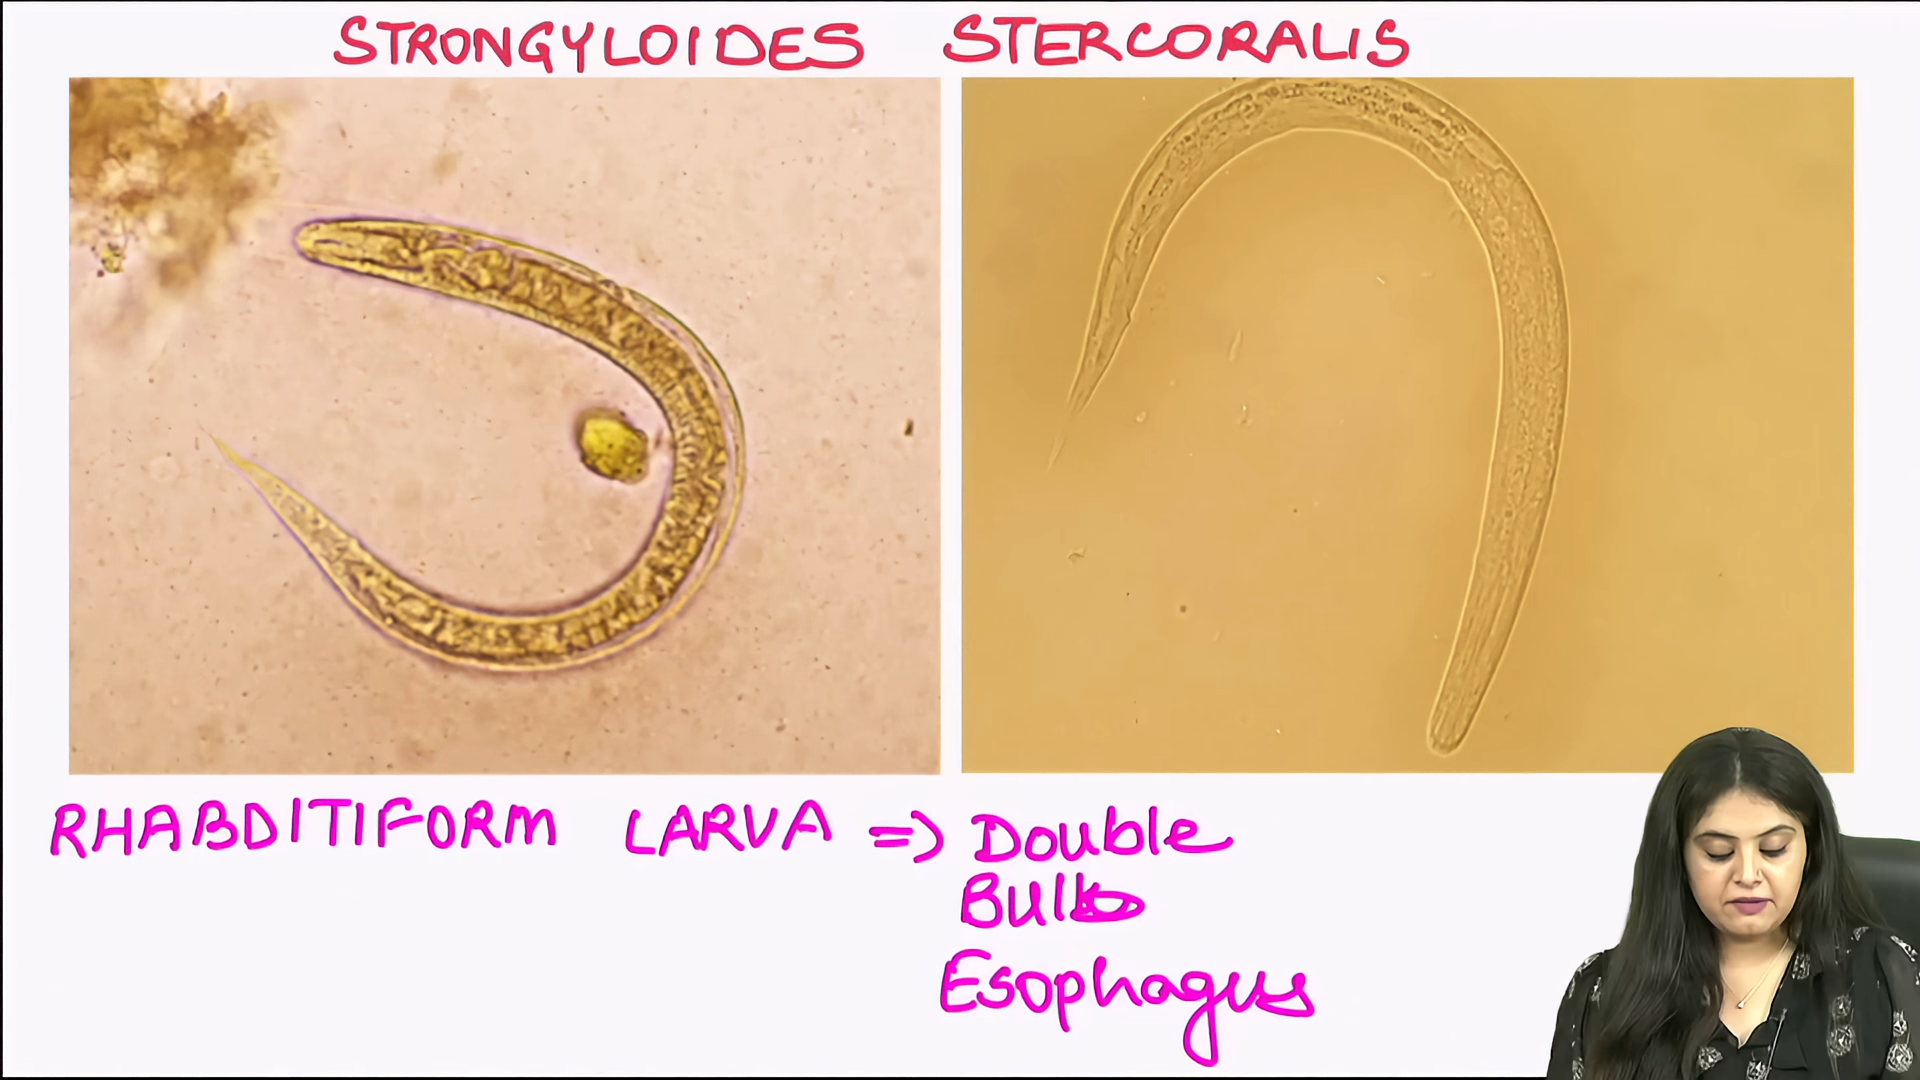 STRONGYLOIDES STERCORALIS
RHABDITIFORM LARVA => Double
Bulb
Esophagus